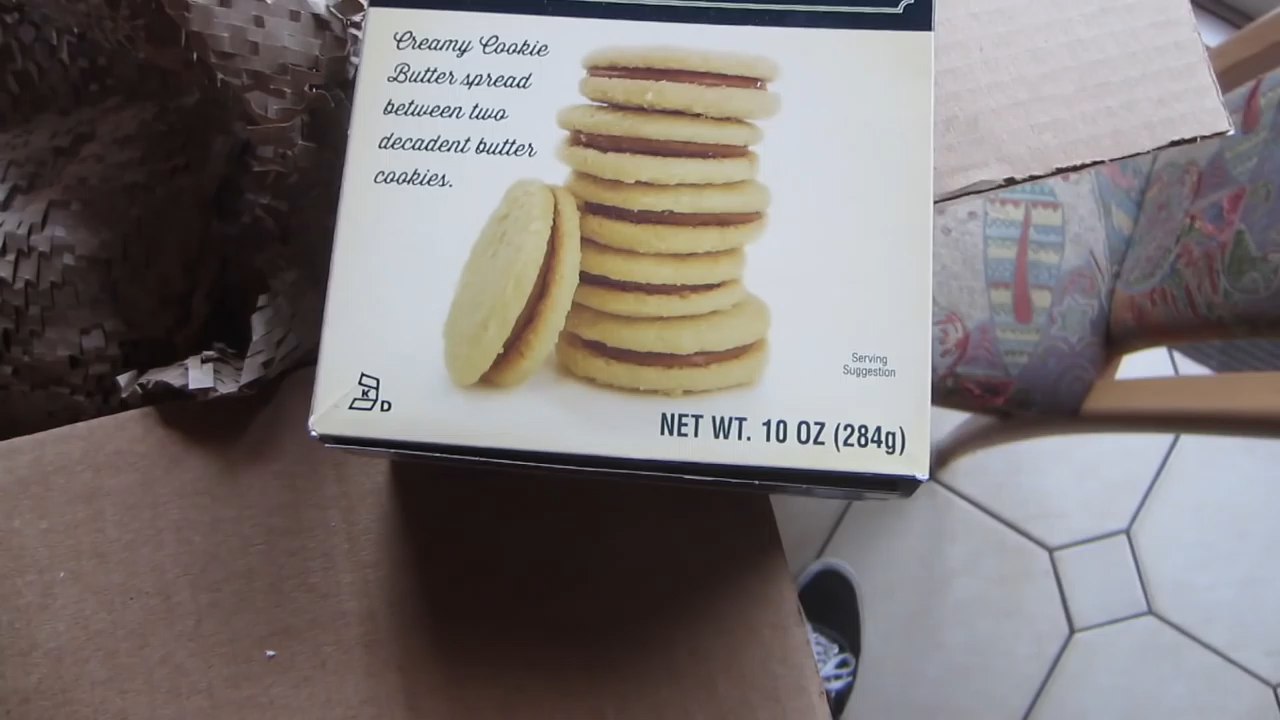 Creamy Cookie
Butter spread
between two
decadent butter
cookies.
Serving
Suggestion
K D
NET WT. 10 OZ (284g)